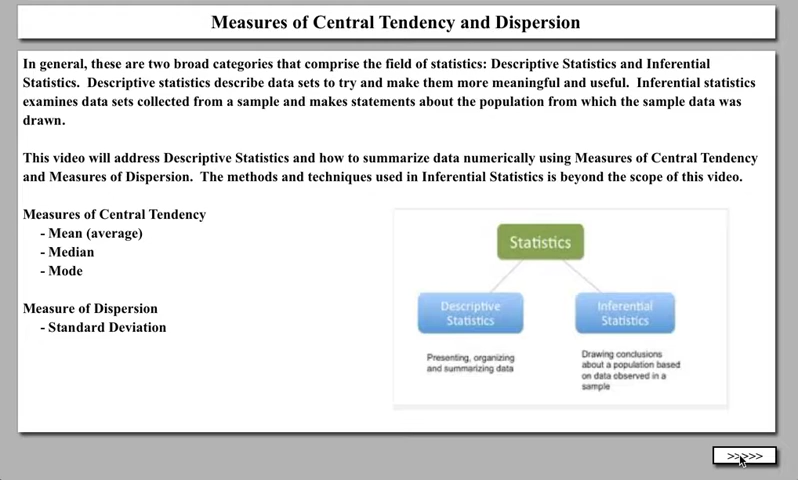 Measures of Central Tendency and Dispersion
In general, these are two broad categories that comprise the field of statistics: Descriptive Statistics and Inferential
Statistics.  Descriptive statistics describe data sets to try and make them more meaningful and useful.  Inferential statistics
examines data sets collected from a sample and makes statements about the population from which the sample data was
drawn.
This video will address Descriptive Statistics and how to summarize data numerically using Measures of Central Tendency
and Measures of Dispersion.  The methods and techniques used in Inferential Statistics is beyond the scope of this video.
Measures of Central Tendency
- Mean (average)
- Median
- Mode
Measure of Dispersion
- Standard Deviation
Statistics
Descriptive
Statistics
Inferential
Statistics
Presenting, organizing
and summarizing data
Drawing conclusions
about a population based
on data observed in a
sample
>>>>>